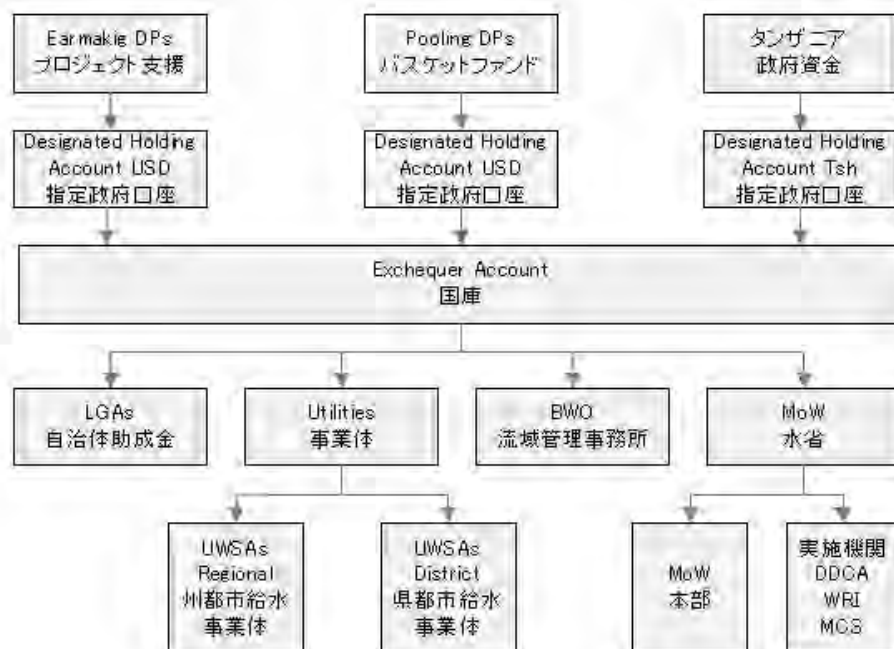 Earmakig DPs
プロジェクト支援
Pooling DPs
バスケットファンド
タンザニア
政府資金
Designated Holding
Account USD
指定政府口座
Designated Holding
Account USD
指定政府口座
Designated Holding
Account Tsh
指定政府口座
Exchequer Account
国庫
LGAs
自治体助成金
Utilities
事業体
BWO
流域管理事務所
MoW
水省
UWSAs
Regional
州都市給水
事業体
UWSAs
District
県都市給水
事業体
MoW
本部
実施機関
DDCA
WRI
MCS